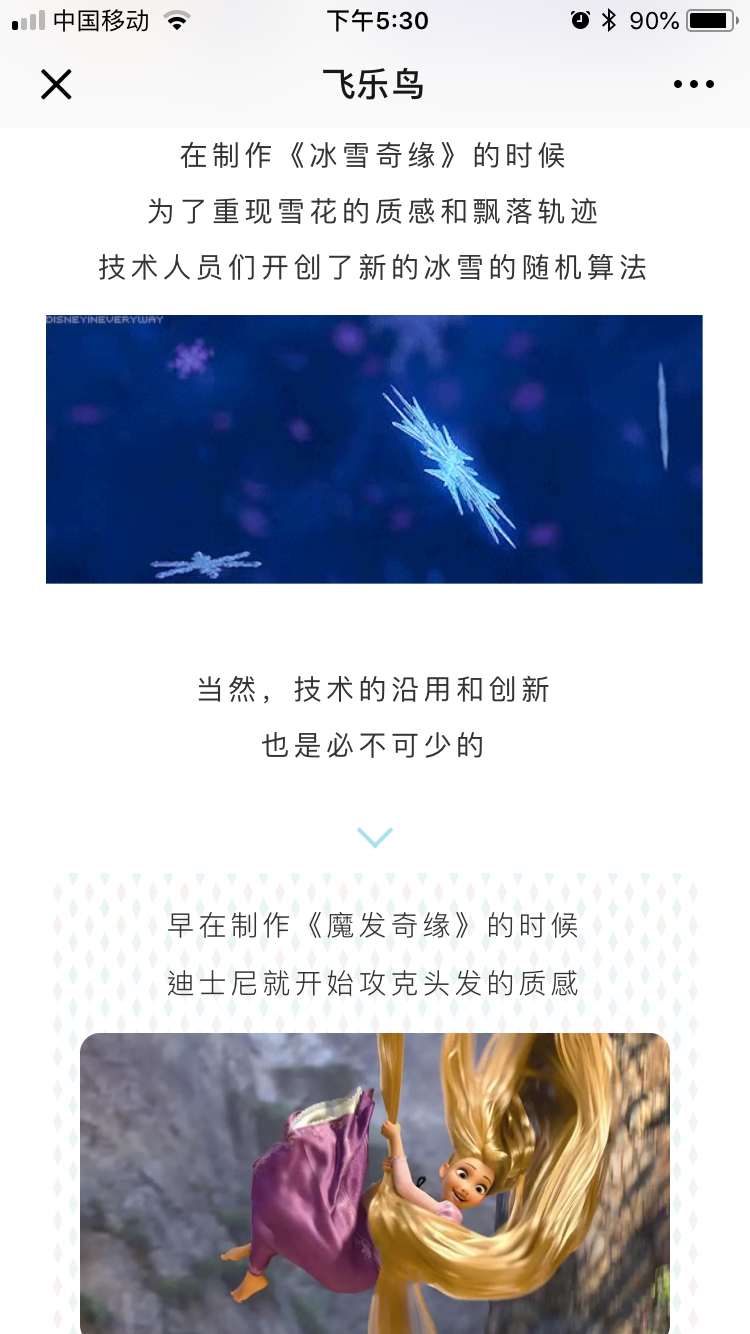 中国移动
下午5:30
90%
飞乐鸟
在制作《冰雪奇缘》的时候
为了重现雪花的质感和飘落轨迹
技术人员们开创了新的冰雪的随机算法
DISNEYINEVERYWAY
当然，技术的沿用和创新
也是必不可少的
早在制作《魔发奇缘》的时候
迪士尼就开始攻克头发的质感